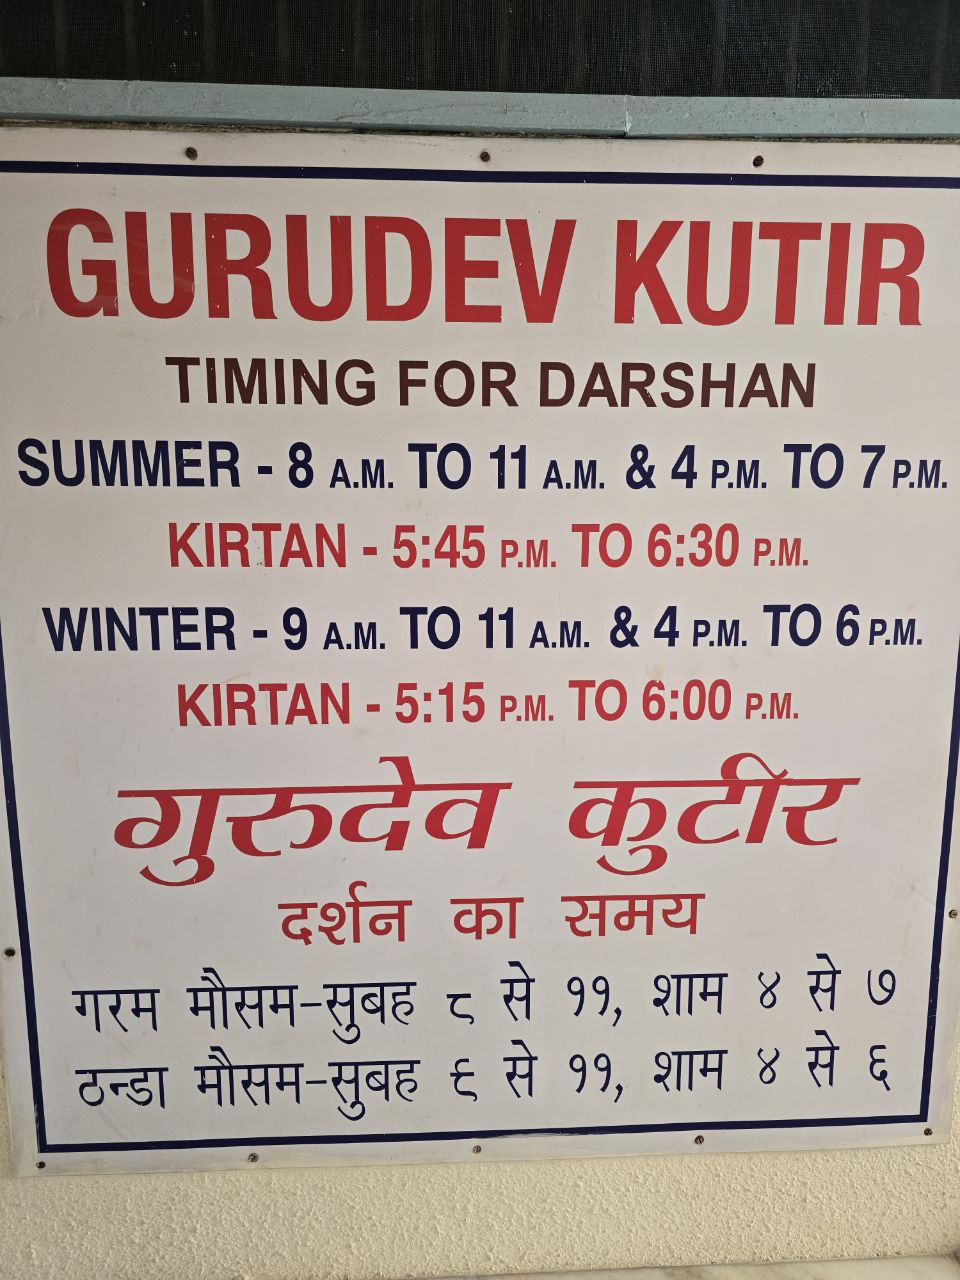 GURUDEV KUTIR
TIMING FOR DARSHAN
SUMMER - 8 A.M. TO 11 A.M. & 4 P.M. TO 7 P.M.
KIRTAN - 5:45 P.M. TO 6:30 P.M.
WINTER - 9 A.M. TO 11 A.M. & 4 P.M. TO 6 P.M.
KIRTAN - 5:15 P.M. TO 6:00 P.M.
गुरुदेव कुटीर
दर्शन का समय
गरम मौसम-सुबह ८ से ११, शाम ४ से ७
ठन्डा मौसम-सुबह ९ से ११, शाम ४ से ६